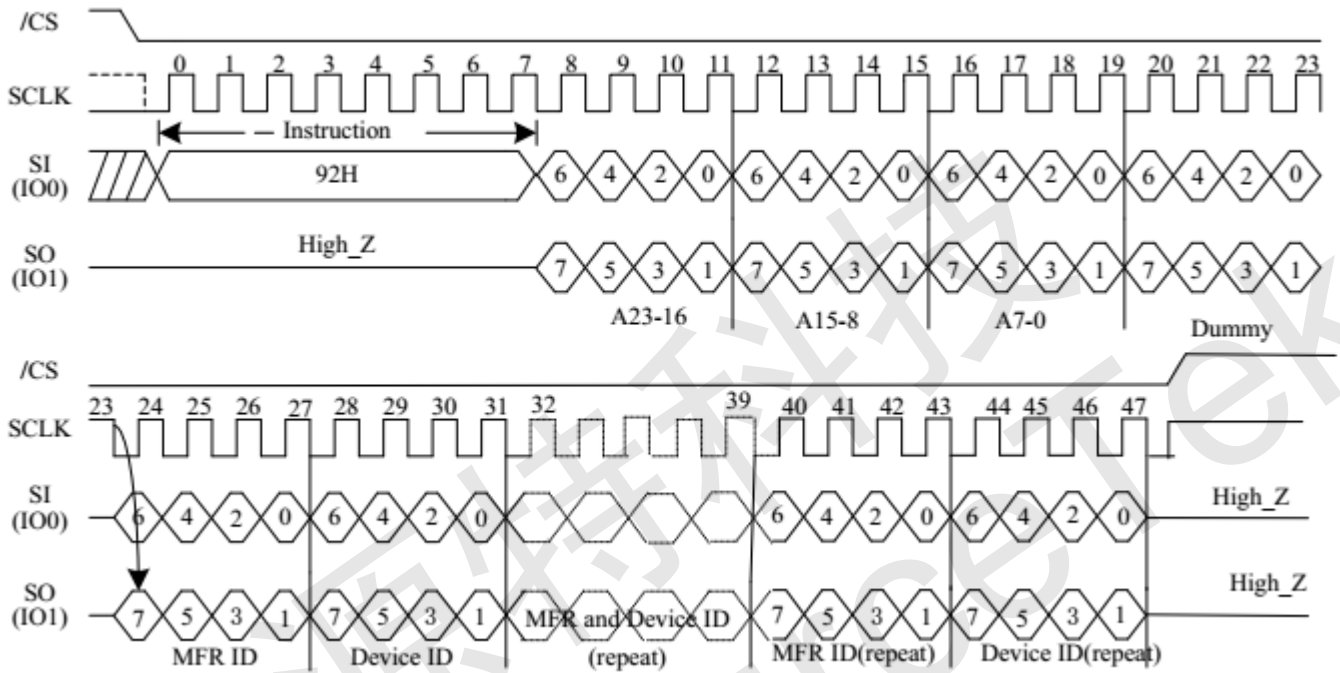 /CS
0 1 2 3 4 5 6 7 8 9 10 11 12 13 14 15 16 17 18 19 20 21 22 23
SCLK
Instruction
SI
(IO0)
92H
6 4 2 0 6 4 2 0 6 4 2 0 6 4 2 0
High_Z
SO
(IO1)
7 5 3 1 7 5 3 1 7 5 3 1 7 5 3 1
A23-16 A15-8 A7-0 Dummy
/CS
23 24 25 26 27 28 29 30 31 32 39 40 41 42 43 44 45 46 47
SCLK
SI
(IO0)
6 4 2 0 6 4 2 0 6 4 2 0 6 4 2 0
High_Z
SO
(IO1)
7 5 3 1 7 5 3 1 MFR and Device ID 7 5 3 1 7 5 3 1
High_Z
MFR ID Device ID (repeat) MFR ID(repeat) Device ID(repeat)
源特科技